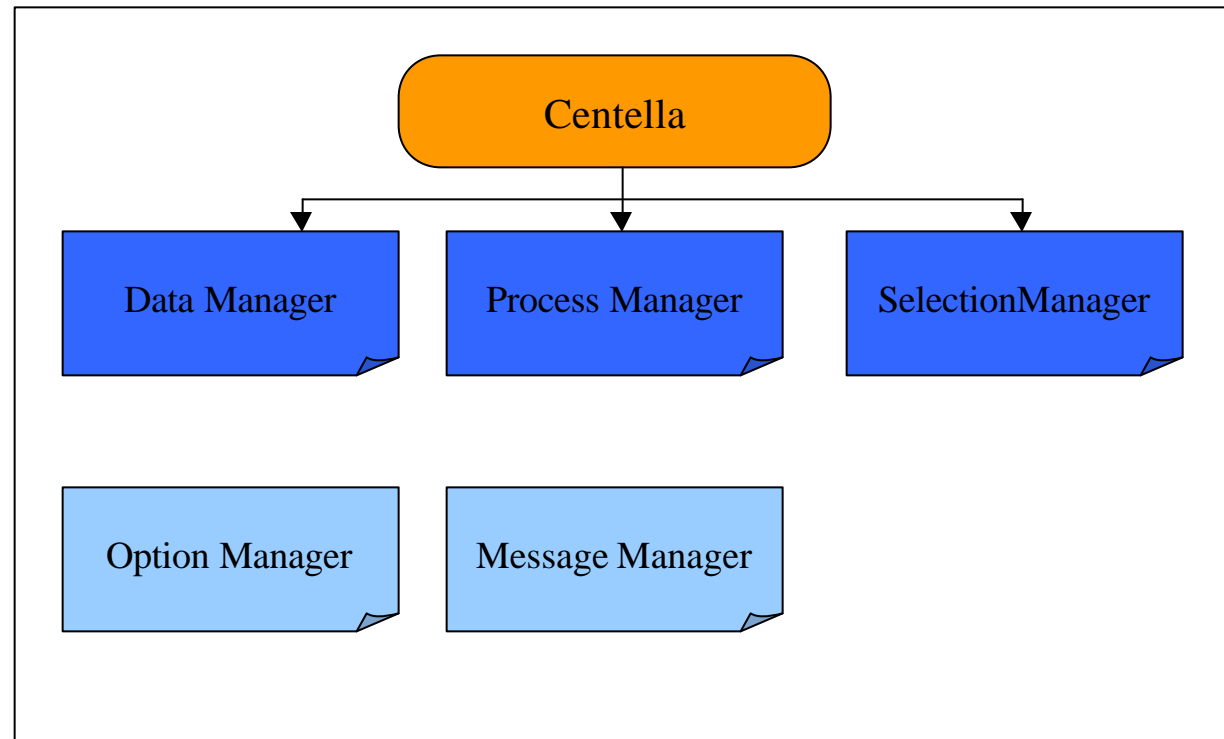 Centella
Data Manager
Process Manager
SelectionManager
Option Manager
Message Manager